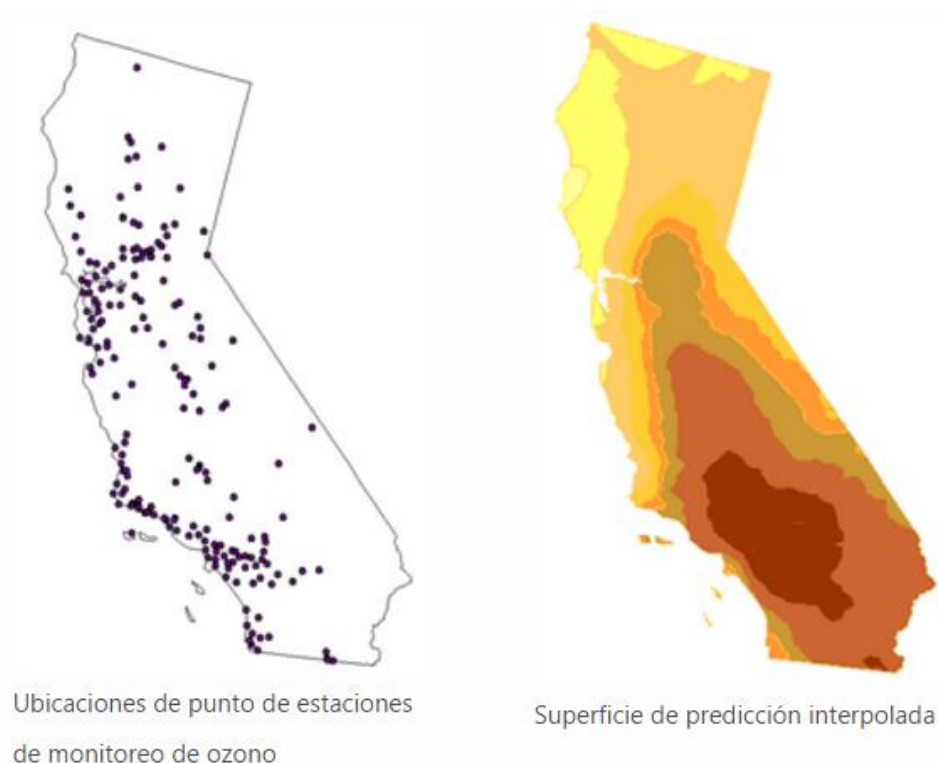 Ubicaciones de punto de estaciones
de monitoreo de ozono
Superficie de predicción interpolada